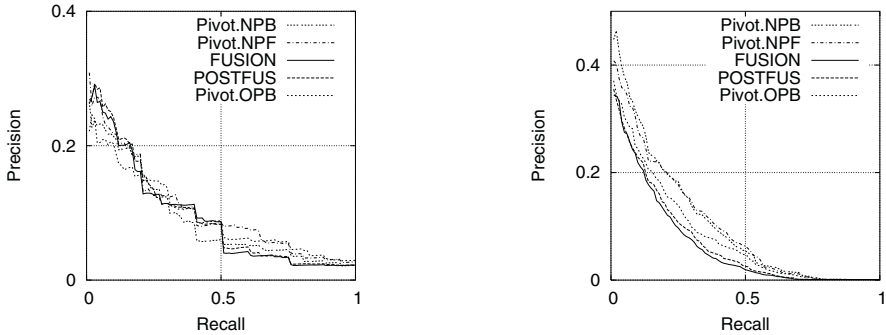 0.4
0.2
0
Precision
0
0.5
1
Recall
Pivot.NPB
Pivot.NPF
FUSION
POSTFUS
Pivot.OPB
0.4
0.2
0
Precision
0
0.5
1
Recall
Pivot.NPB
Pivot.NPF
FUSION
POSTFUS
Pivot.OPB